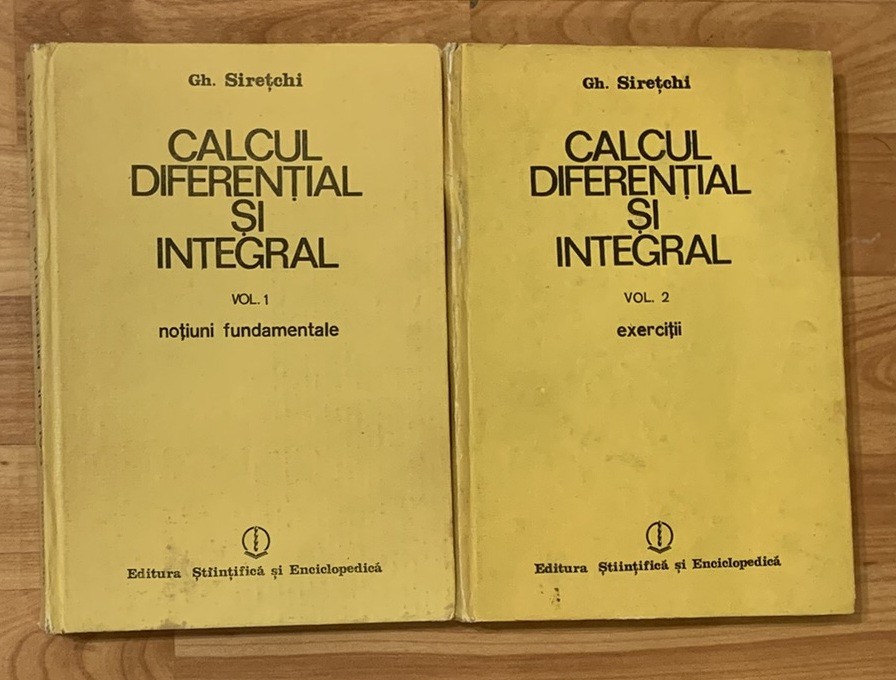 Gh. Sirețchi
CALCUL
DIFERENȚIAL
ȘI
INTEGRAL
VOL. 1
noțiuni fundamentale
Editura Științifică și Enciclopedică
Gh. Sirețchi
CALCUL
DIFERENȚIAL
ȘI
INTEGRAL
VOL. 2
exerciții
Editura Științifică și Enciclopedică